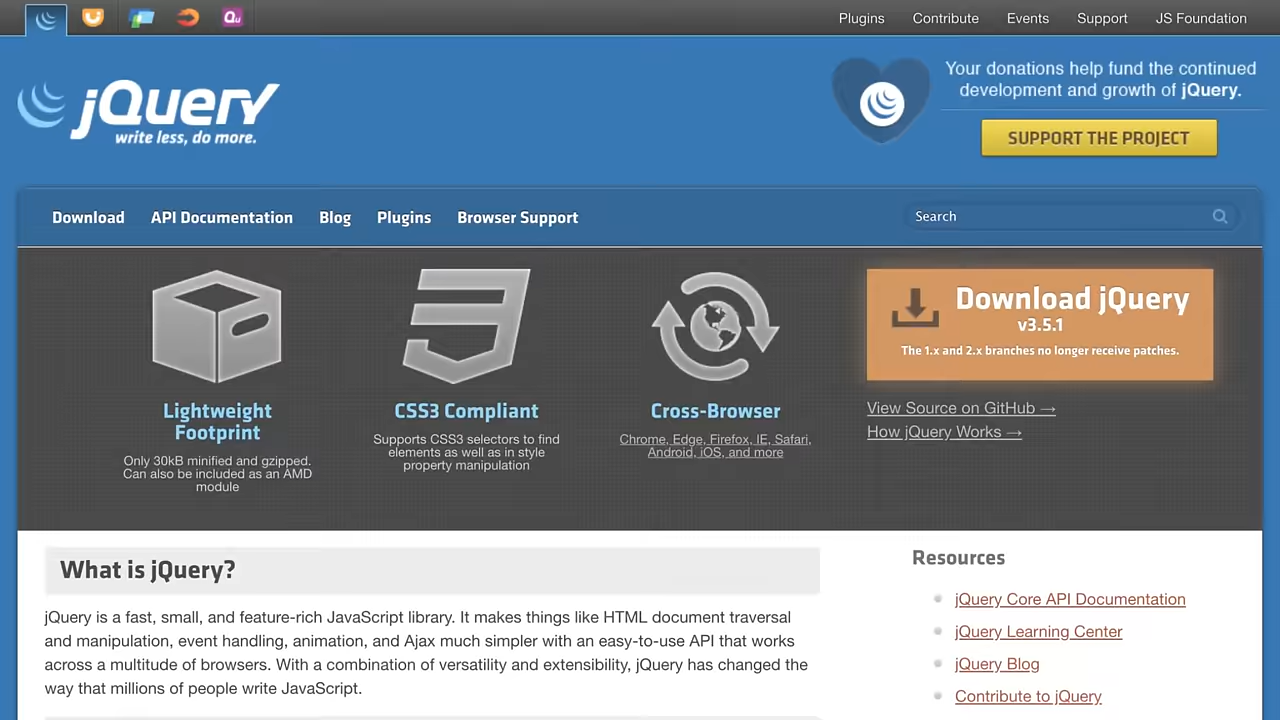 Plugins Contribute Events Support JS Foundation
jQuery
write less, do more.
Your donations help fund the continued
development and growth of jQuery.
SUPPORT THE PROJECT
Download API Documentation Blog Plugins Browser Support
Search
Lightweight
Footprint
Only 30kB minified and gzipped.
Can also be included as an AMD
module
CSS3 Compliant
Supports CSS3 selectors to find
elements as well as in style
property manipulation
Cross-Browser
Chrome, Edge, Firefox, IE, Safari,
Android, iOS, and more
Download jQuery
v3.5.1
The 1.x and 2.x branches no longer receive patches.
View Source on GitHub →
How jQuery Works →
What is jQuery?
jQuery is a fast, small, and feature-rich JavaScript library. It makes things like HTML document traversal
and manipulation, event handling, animation, and Ajax much simpler with an easy-to-use API that works
across a multitude of browsers. With a combination of versatility and extensibility, jQuery has changed the
way that millions of people write JavaScript.
Resources
jQuery Core API Documentation
jQuery Learning Center
jQuery Blog
Contribute to jQuery